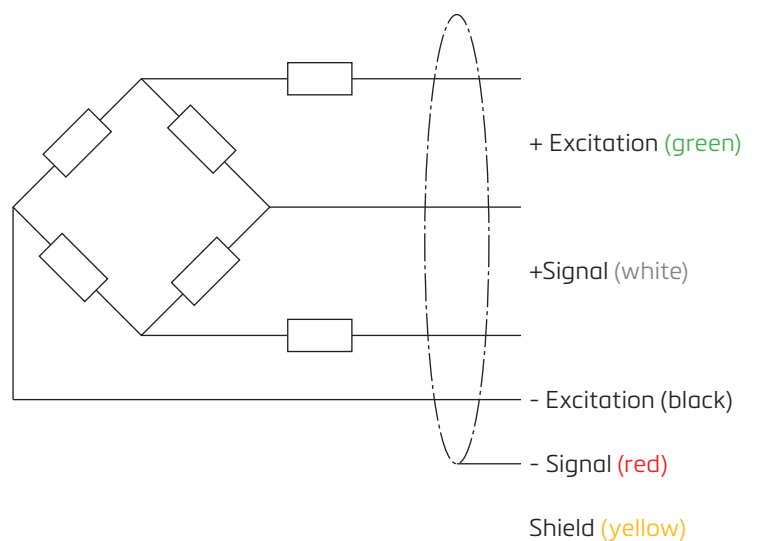 + Excitation (green)
+Signal (white)
- Excitation (black)
- Signal (red)
Shield (yellow)